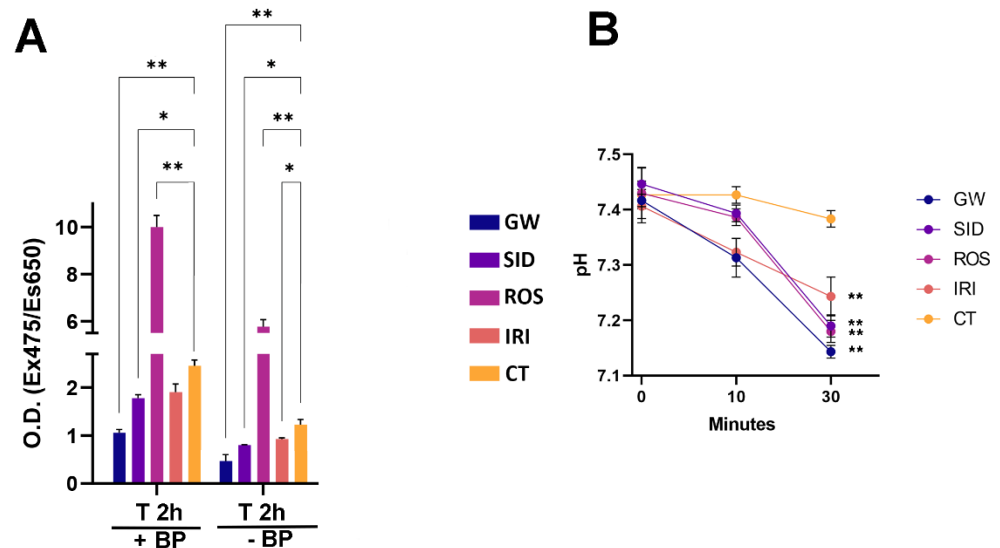 A
**
**
*
*
**
**
*
O.D. (Ex475/Es650)
10
8
6
2
1
0
T 2h
T 2h
+ BP
- BP
GW
SID
ROS
IRI
CT
B
pH
7.5
7.4
7.3
7.2
7.1
**
**
**
**
0
10
30
Minutes
GW
SID
ROS
IRI
CT